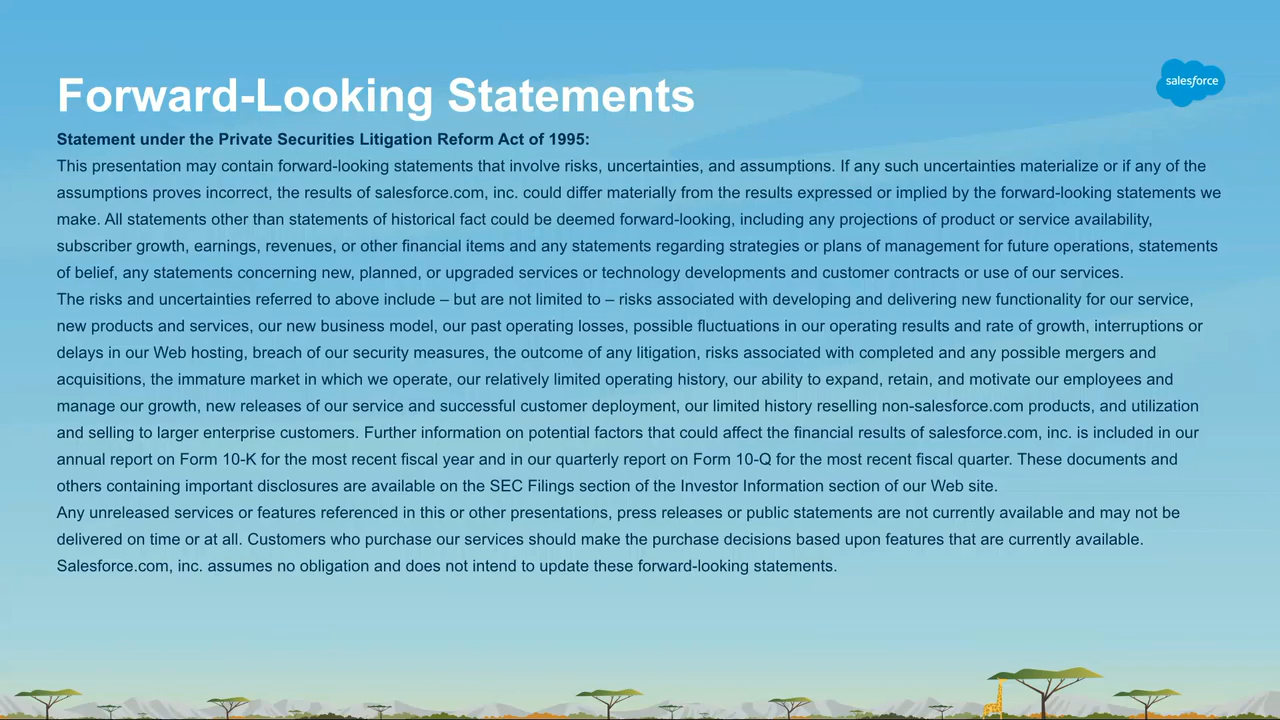 Forward-Looking Statements
salesforce
Statement under the Private Securities Litigation Reform Act of 1995:
This presentation may contain forward-looking statements that involve risks, uncertainties, and assumptions. If any such uncertainties materialize or if any of the
assumptions proves incorrect, the results of salesforce.com, inc. could differ materially from the results expressed or implied by the forward-looking statements we
make. All statements other than statements of historical fact could be deemed forward-looking, including any projections of product or service availability,
subscriber growth, earnings, revenues, or other financial items and any statements regarding strategies or plans of management for future operations, statements
of belief, any statements concerning new, planned, or upgraded services or technology developments and customer contracts or use of our services.
The risks and uncertainties referred to above include – but are not limited to – risks associated with developing and delivering new functionality for our service,
new products and services, our new business model, our past operating losses, possible fluctuations in our operating results and rate of growth, interruptions or
delays in our Web hosting, breach of our security measures, the outcome of any litigation, risks associated with completed and any possible mergers and
acquisitions, the immature market in which we operate, our relatively limited operating history, our ability to expand, retain, and motivate our employees and
manage our growth, new releases of our service and successful customer deployment, our limited history reselling non-salesforce.com products, and utilization
and selling to larger enterprise customers. Further information on potential factors that could affect the financial results of salesforce.com, inc. is included in our
annual report on Form 10-K for the most recent fiscal year and in our quarterly report on Form 10-Q for the most recent fiscal quarter. These documents and
others containing important disclosures are available on the SEC Filings section of the Investor Information section of our Web site.
Any unreleased services or features referenced in this or other presentations, press releases or public statements are not currently available and may not be
delivered on time or at all. Customers who purchase our services should make the purchase decisions based upon features that are currently available.
Salesforce.com, inc. assumes no obligation and does not intend to update these forward-looking statements.